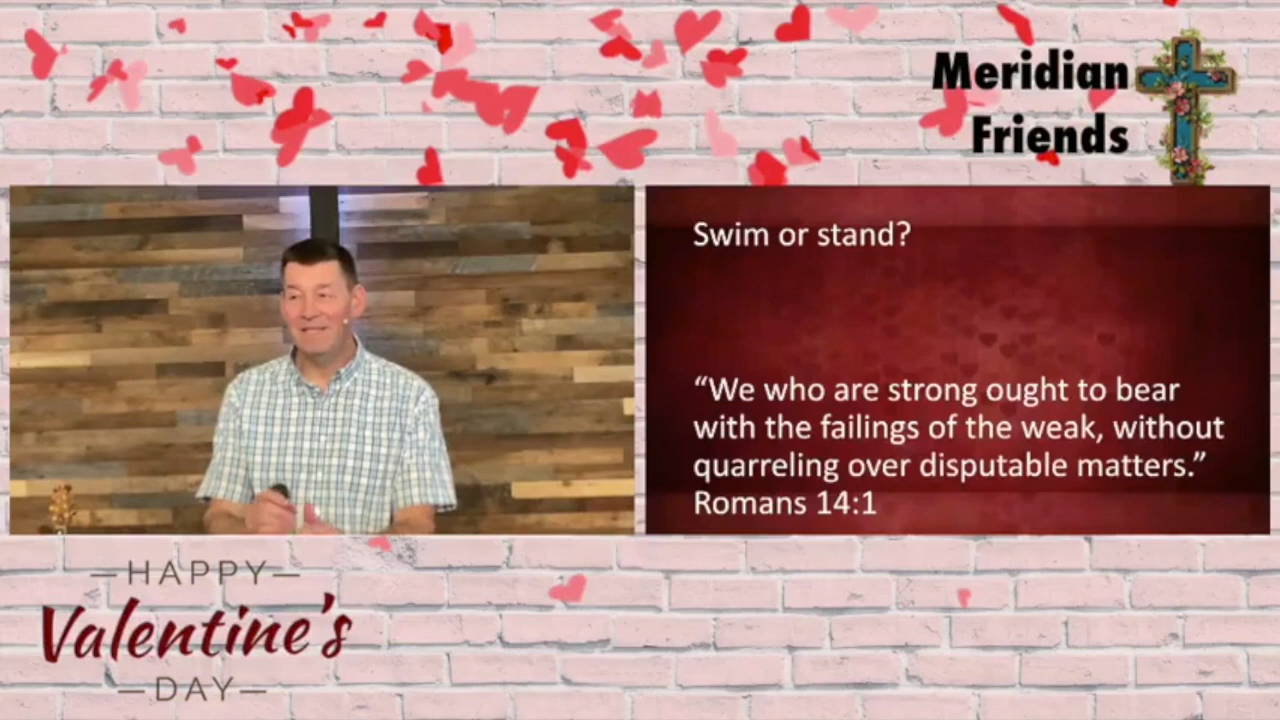 Meridian
Friends
Swim or stand?
“We who are strong ought to bear
with the failings of the weak, without
quarreling over disputable matters.”
Romans 14:1
HAPPY
Valentine's
DAY